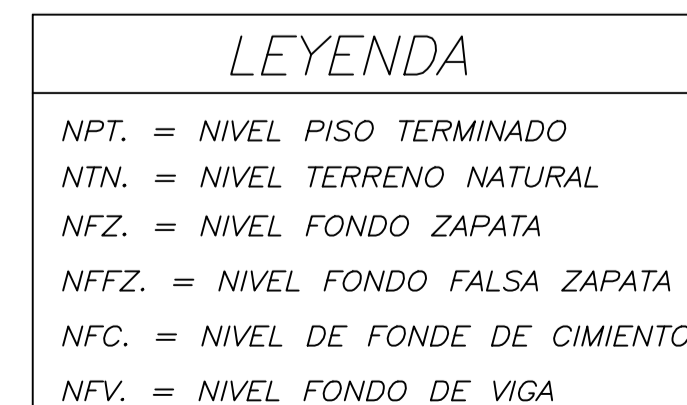 LEYENDA
NPT. = NIVEL PISO TERMINADO
NTN. = NIVEL TERRENO NATURAL
NFZ. = NIVEL FONDO ZAPATA
NFFZ. = NIVEL FONDO FALSA ZAPATA
NFC. = NIVEL DE FONDE DE CIMIENTO
NFV. = NIVEL FONDO DE VIGA